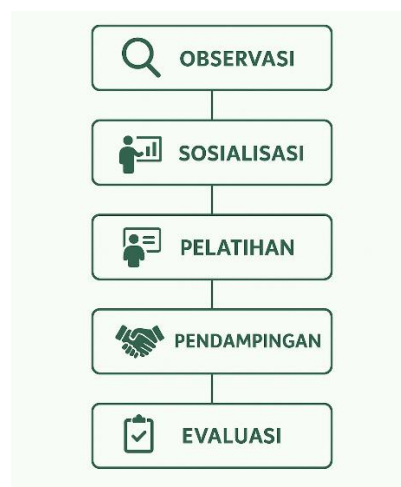 OBSERVASI
SOSIALISASI
PELATIHAN
PENDAMPINGAN
EVALUASI